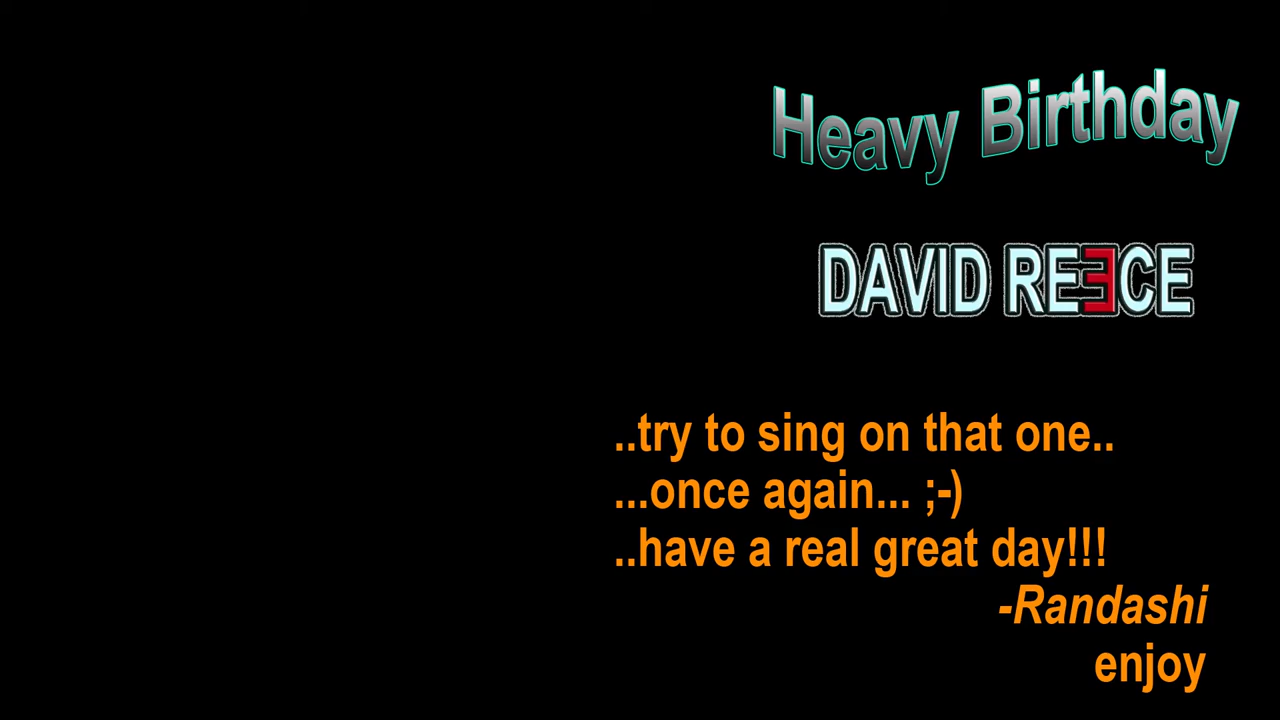 Heavy Birthday
DAVID REECE
..try to sing on that one..
...once again... ;-)
..have a real great day!!!
-Randashi
enjoy